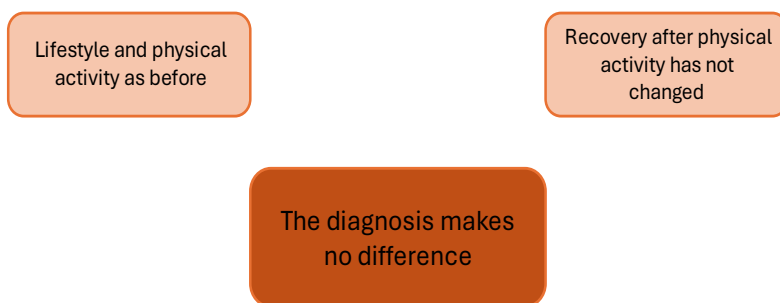 Lifestyle and physical
activity as before
Recovery after physical
activity has not
changed
The diagnosis makes
no difference